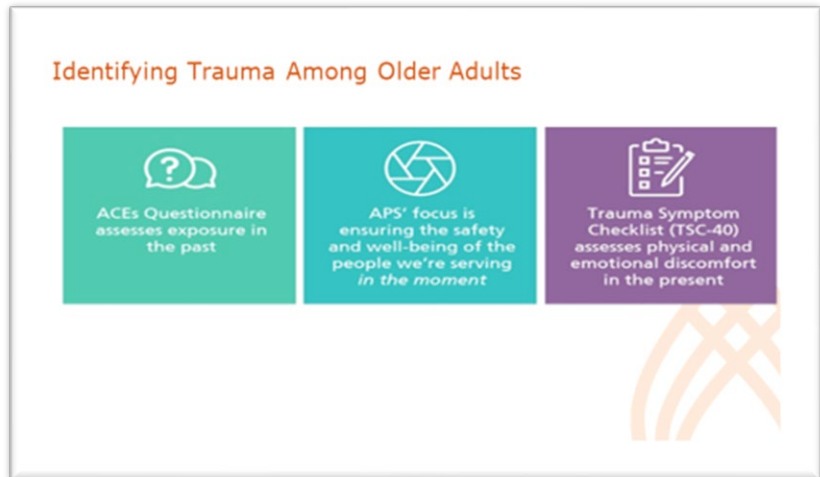 Identifying Trauma Among Older Adults
?
ACEs Questionnaire
assesses exposure in
the past
APS' focus is
ensuring the safety
and well-being of the
people we're serving
in the moment
Trauma Symptom
Checklist (TSC-40)
assesses physical and
emotional discomfort
in the present